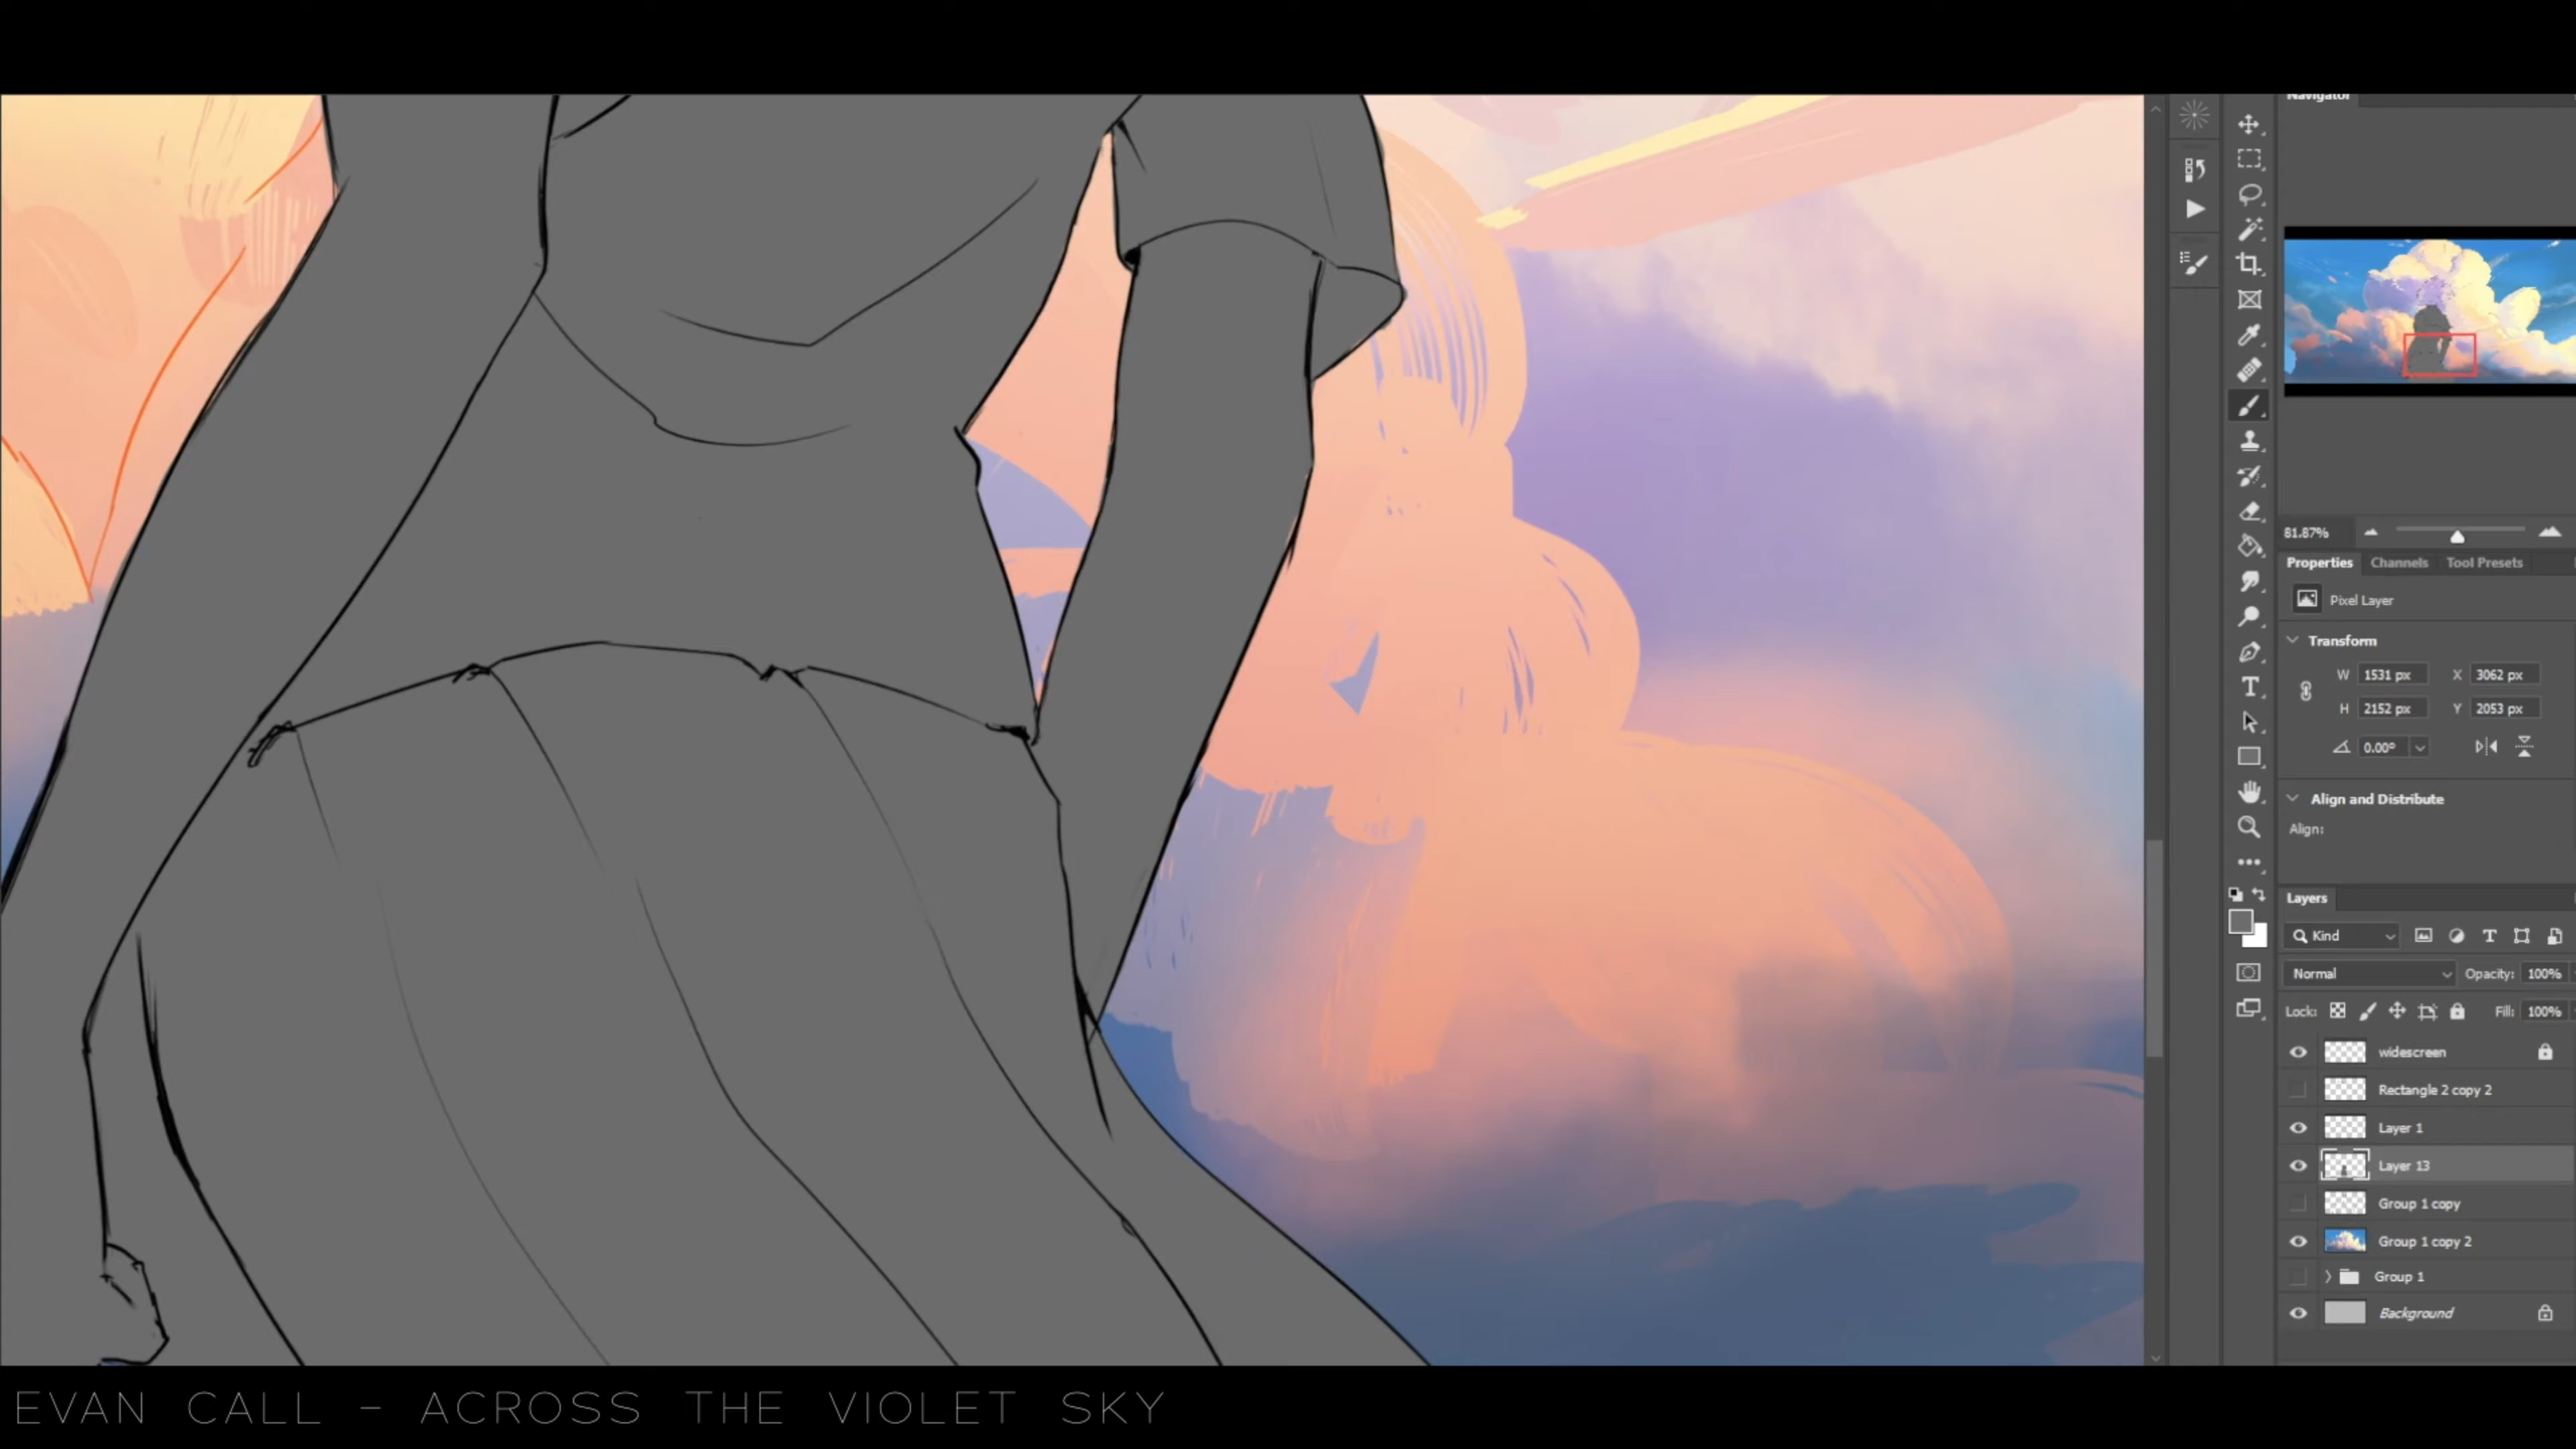 Navigator
81.87%
Properties Channels Tool Presets
Pixel Layer
Transform
W 1531 px X 3062 px
H 2152 px Y 2053 px
0.00°
Align and Distribute
Align:
Layers
Kind
Normal Opacity: 100%
Lock: Fill: 100%
widescreen
Rectangle 2 copy 2
Layer 1
Layer 13
Group 1 copy
Group 1 copy 2
Group 1
Background
EVAN CALL - ACROSS THE VIOLET SKY